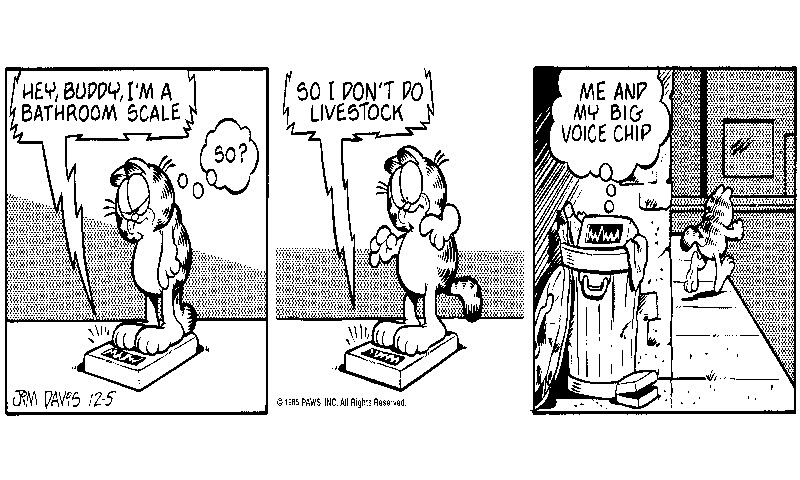 HEY, BUDDY, I'M A
BATHROOM SCALE
SO?
JIM DAVIS 12-5
SO I DON'T DO
LIVESTOCK
© 1985 PAWS, INC. All Rights Reserved.
ME AND
MY BIG
VOICE CHIP